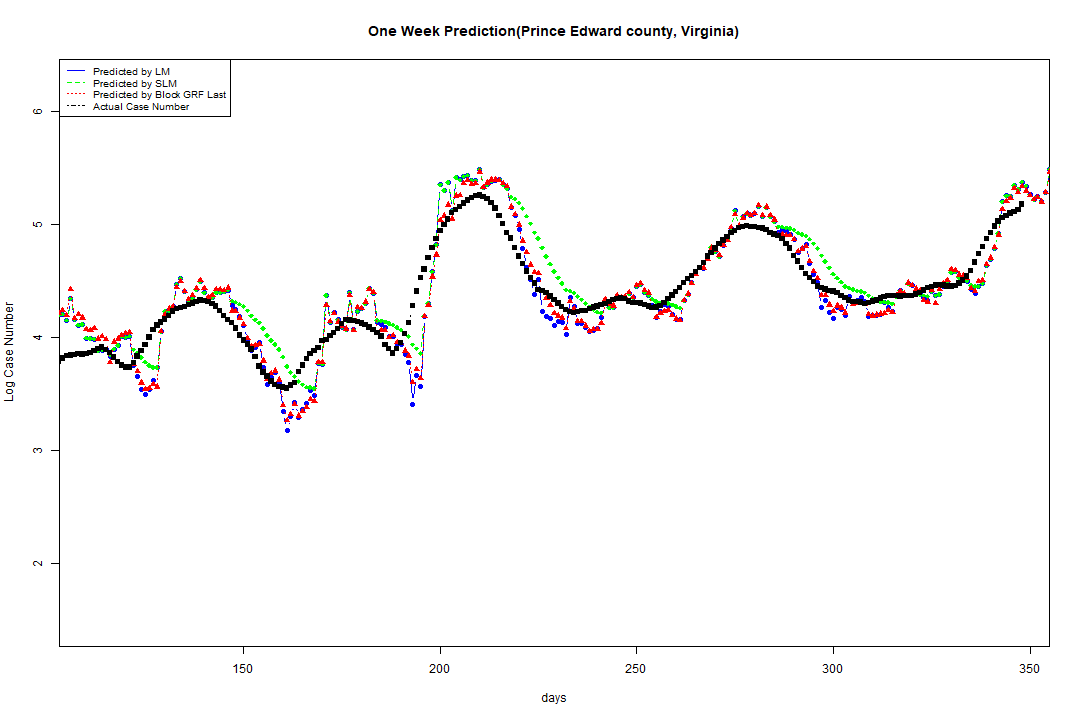 One Week Prediction(Prince Edward county, Virginia)
Predicted by LM
Predicted by SLM
Predicted by Block GRF Last
Actual Case Number
6
5
4
3
2
Log Case Number
150 200 250 300 350
days